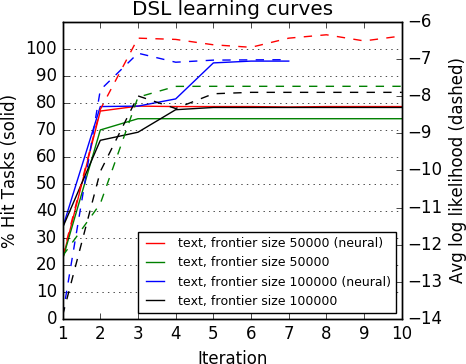 DSL learning curves
% Hit Tasks (solid)
100
90
80
70
60
50
40
30
20
10
0
−6
−7
−8
−9
−10
−11
−12
−13
−14
Avg log likelihood (dashed)
text, frontier size 50000 (neural)
text, frontier size 50000
text, frontier size 100000 (neural)
text, frontier size 100000
1 2 3 4 5 6 7 8 9 10
Iteration